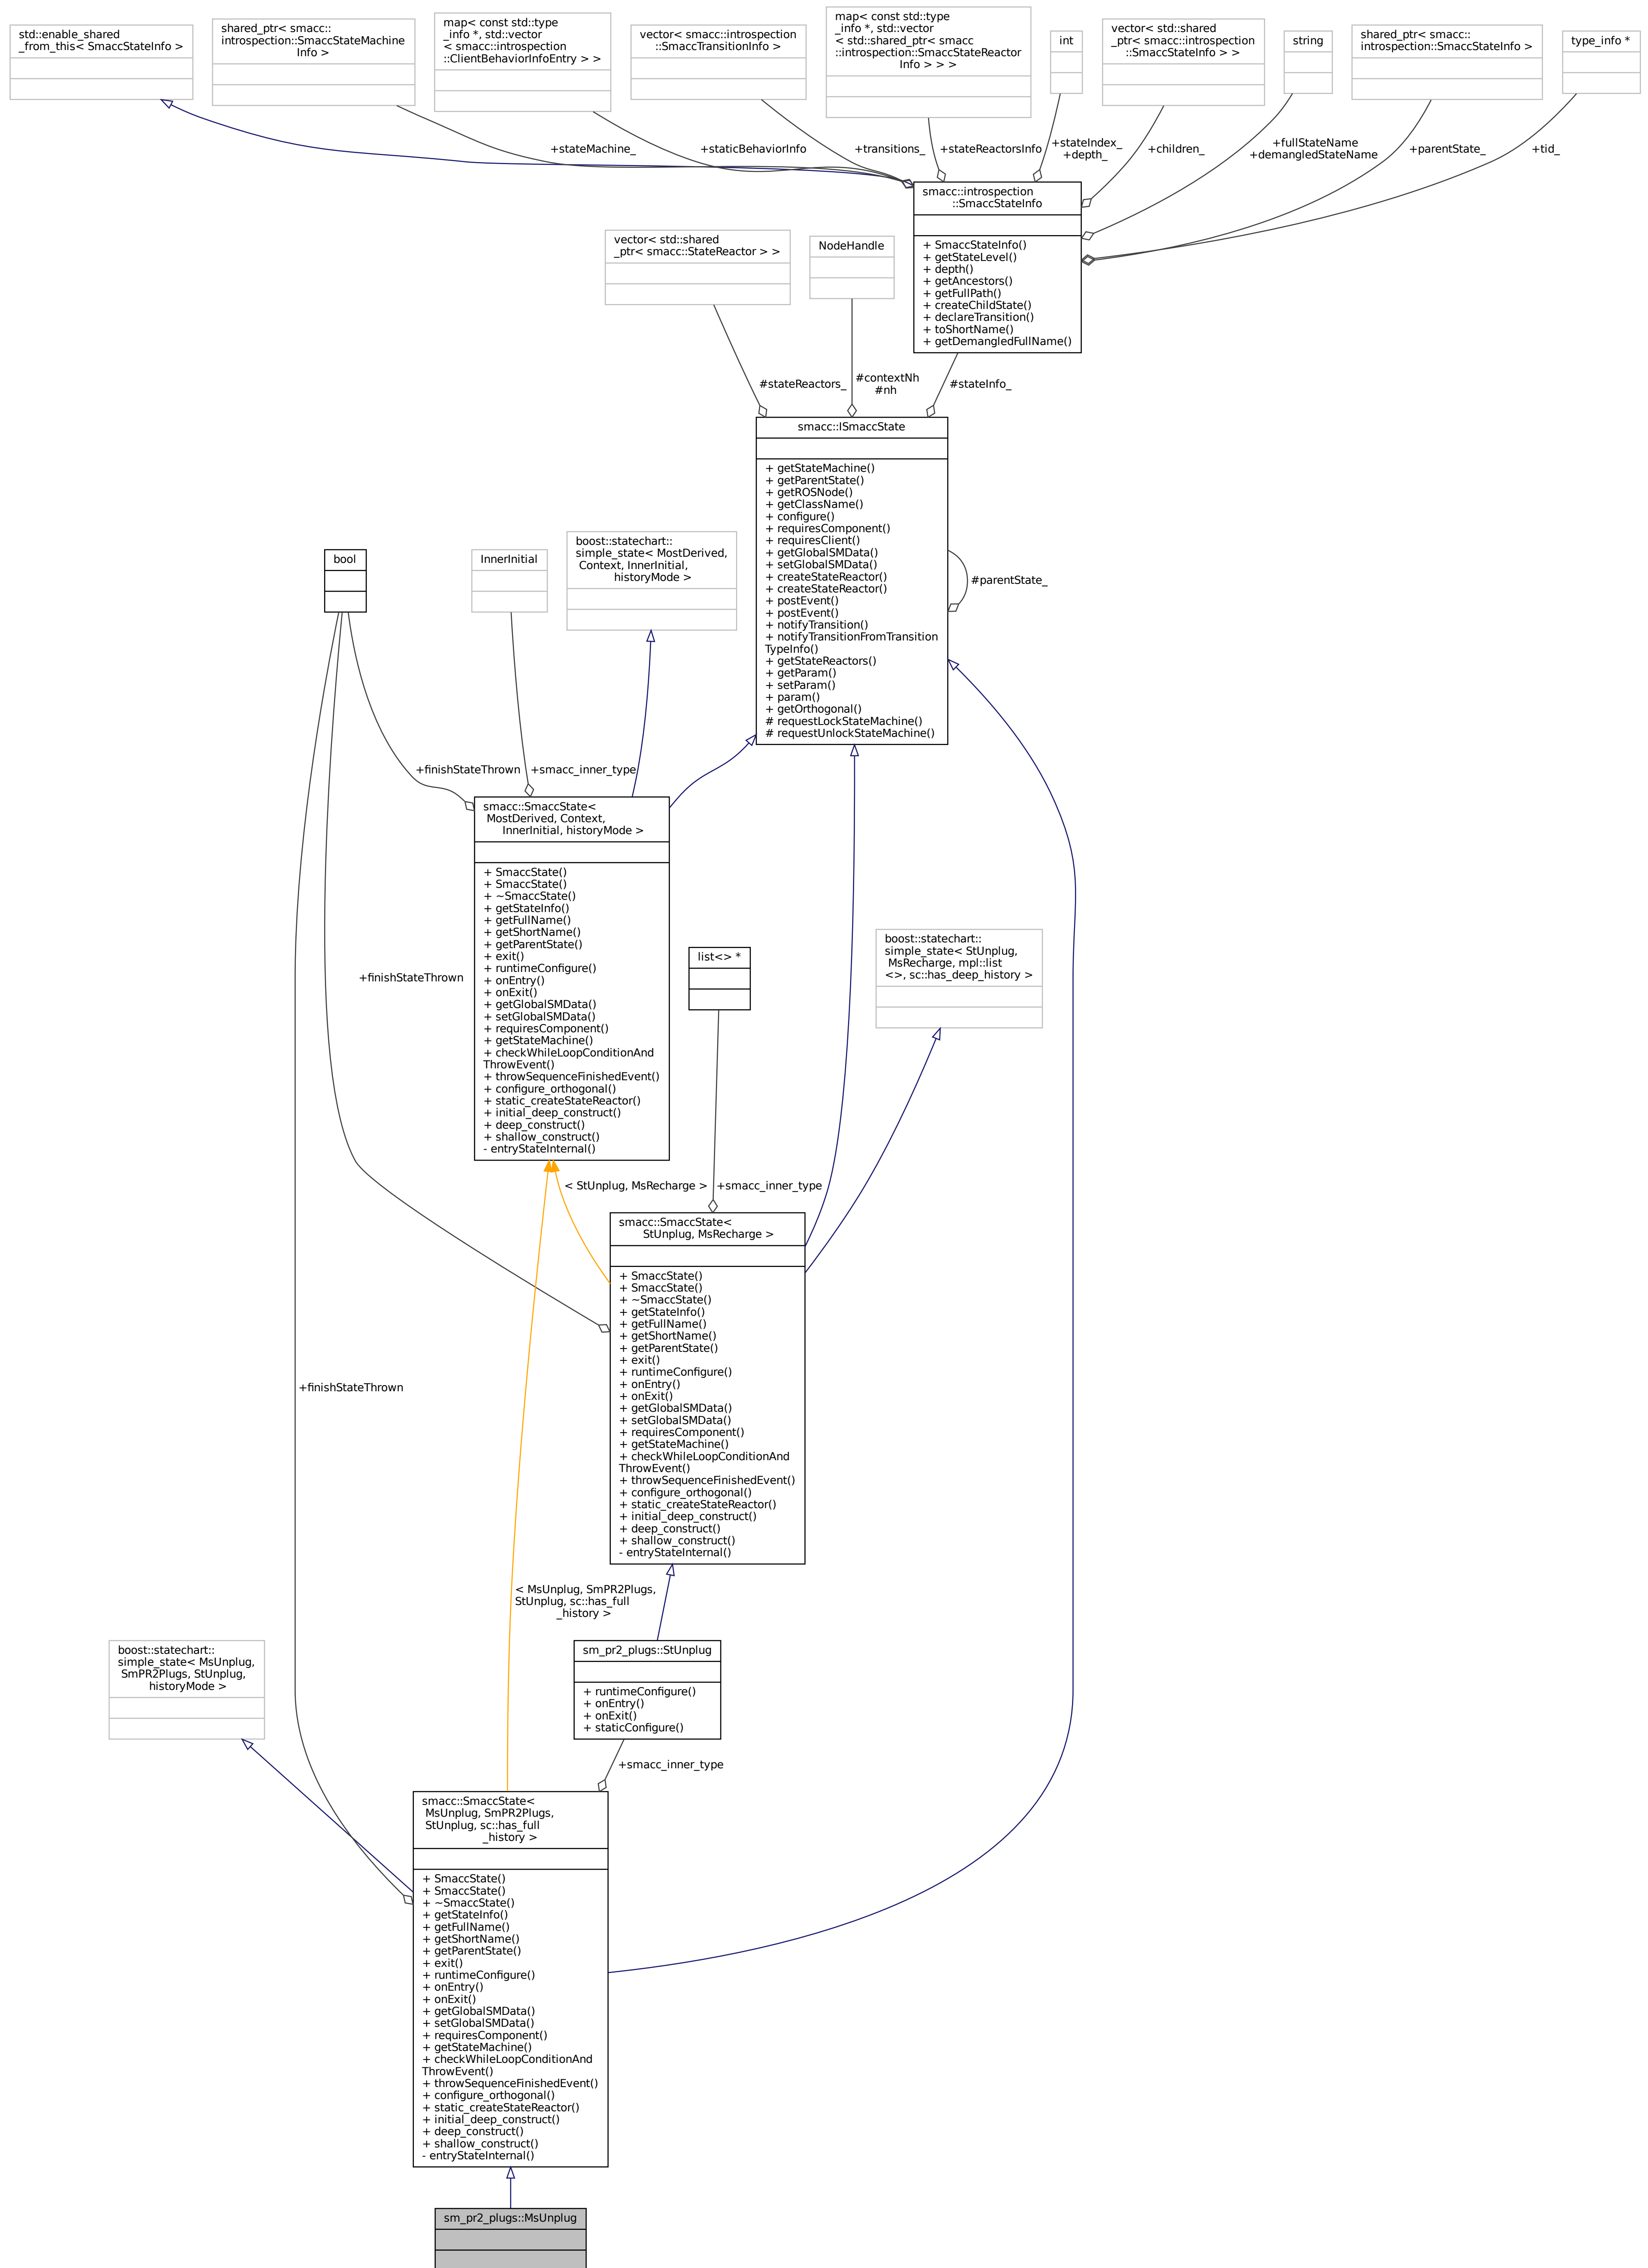 std::enable_shared
_from_this< SmaccStateInfo >
shared_ptr< smacc::
introspection::SmaccStateMachine
Info >
map< const std::type
_info *, std::vector
< smacc::introspection
::ClientBehaviorInfoEntry > >
vector< smacc::introspection
::SmaccTransitionInfo >
map< const std::type
_info *, std::vector
< std::shared_ptr< smacc
::introspection::SmaccStateReactor
Info > > >
int
vector< std::shared
_ptr< smacc::introspection
::SmaccStateInfo > >
string
shared_ptr< smacc::
introspection::SmaccStateInfo >
type_info *
+stateMachine_
+staticBehaviorInfo
+transitions_
+stateReactorsInfo
+stateIndex_
+depth_
+children_
+fullStateName
+demangledStateName
+parentState_
+tid_
smacc::introspection
::SmaccStateInfo
+ SmaccStateInfo()
+ getStateLevel()
+ depth()
+ getAncestors()
+ getFullPath()
+ createChildState()
+ declareTransition()
+ toShortName()
+ getDemangledFullName()
vector< std::shared
_ptr< smacc::StateReactor > >
NodeHandle
#stateReactors_
#contextNh
#nh
#stateInfo_
smacc::ISmaccState
+ getStateMachine()
+ getParentState()
+ getROSNode()
+ getClassName()
+ configure()
+ requiresComponent()
+ requiresClient()
+ getGlobalSMData()
+ setGlobalSMData()
+ createStateReactor()
+ createStateReactor()
+ postEvent()
+ postEvent()
+ notifyTransition()
+ notifyTransitionFromTransition
TypeInfo()
+ getStateReactors()
+ getParam()
+ setParam()
+ param()
+ getOrthogonal()
# requestLockStateMachine()
# requestUnlockStateMachine()
#parentState_
bool
InnerInitial
boost::statechart::
simple_state< MostDerived,
Context, InnerInitial,
historyMode >
+finishStateThrown
+smacc_inner_type
smacc::SmaccState<
MostDerived, Context,
InnerInitial, historyMode >
+ SmaccState()
+ SmaccState()
+ ~SmaccState()
+ getStateInfo()
+ getFullName()
+ getShortName()
+ getParentState()
+ exit()
+ runtimeConfigure()
+ onEntry()
+ onExit()
+ getGlobalSMData()
+ setGlobalSMData()
+ requiresComponent()
+ getStateMachine()
+ checkWhileLoopConditionAnd
ThrowEvent()
+ throwSequenceFinishedEvent()
+ configure_orthogonal()
+ static_createStateReactor()
+ initial_deep_construct()
+ deep_construct()
+ shallow_construct()
- entryStateInternal()
+finishStateThrown
list<> *
boost::statechart::
simple_state< StUnplug,
MsRecharge, mpl::list
<>, sc::has_deep_history >
< StUnplug, MsRecharge >
+smacc_inner_type
smacc::SmaccState<
StUnplug, MsRecharge >
+ SmaccState()
+ SmaccState()
+ ~SmaccState()
+ getStateInfo()
+ getFullName()
+ getShortName()
+ getParentState()
+ exit()
+ runtimeConfigure()
+ onEntry()
+ onExit()
+ getGlobalSMData()
+ setGlobalSMData()
+ requiresComponent()
+ getStateMachine()
+ checkWhileLoopConditionAnd
ThrowEvent()
+ throwSequenceFinishedEvent()
+ configure_orthogonal()
+ static_createStateReactor()
+ initial_deep_construct()
+ deep_construct()
+ shallow_construct()
- entryStateInternal()
+finishStateThrown
< MsUnplug, SmPR2Plugs,
StUnplug, sc::has_full
_history >
sm_pr2_plugs::StUnplug
+ runtimeConfigure()
+ onEntry()
+ onExit()
+ staticConfigure()
boost::statechart::
simple_state< MsUnplug,
SmPR2Plugs, StUnplug,
historyMode >
+smacc_inner_type
smacc::SmaccState<
MsUnplug, SmPR2Plugs,
StUnplug, sc::has_full
_history >
+ SmaccState()
+ SmaccState()
+ ~SmaccState()
+ getStateInfo()
+ getFullName()
+ getShortName()
+ getParentState()
+ exit()
+ runtimeConfigure()
+ onEntry()
+ onExit()
+ getGlobalSMData()
+ setGlobalSMData()
+ requiresComponent()
+ getStateMachine()
+ checkWhileLoopConditionAnd
ThrowEvent()
+ throwSequenceFinishedEvent()
+ configure_orthogonal()
+ static_createStateReactor()
+ initial_deep_construct()
+ deep_construct()
+ shallow_construct()
- entryStateInternal()
sm_pr2_plugs::MsUnplug